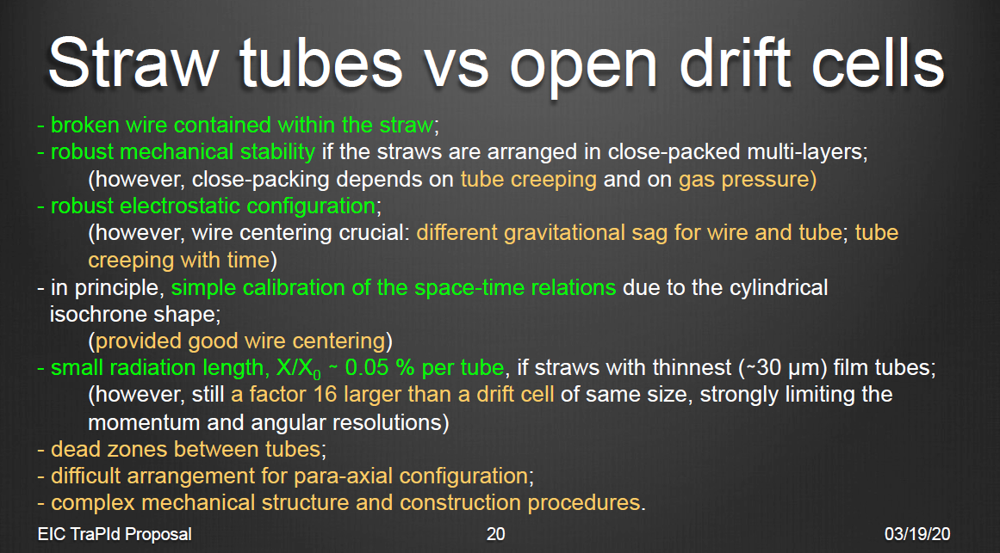 Straw tubes vs open drift cells
- broken wire contained within the straw;
- robust mechanical stability if the straws are arranged in close-packed multi-layers;
(however, close-packing depends on tube creeping and on gas pressure)
- robust electrostatic configuration;
(however, wire centering crucial: different gravitational sag for wire and tube; tube
creeping with time)
- in principle, simple calibration of the space-time relations due to the cylindrical
isochrone shape;
(provided good wire centering)
- small radiation length, X/X₀ ~ 0.05 % per tube, if straws with thinnest (~30 μm) film tubes;
(however, still a factor 16 larger than a drift cell of same size, strongly limiting the
momentum and angular resolutions)
- dead zones between tubes;
- difficult arrangement for para-axial configuration;
- complex mechanical structure and construction procedures.
EIC TraPId Proposal 20 03/19/20